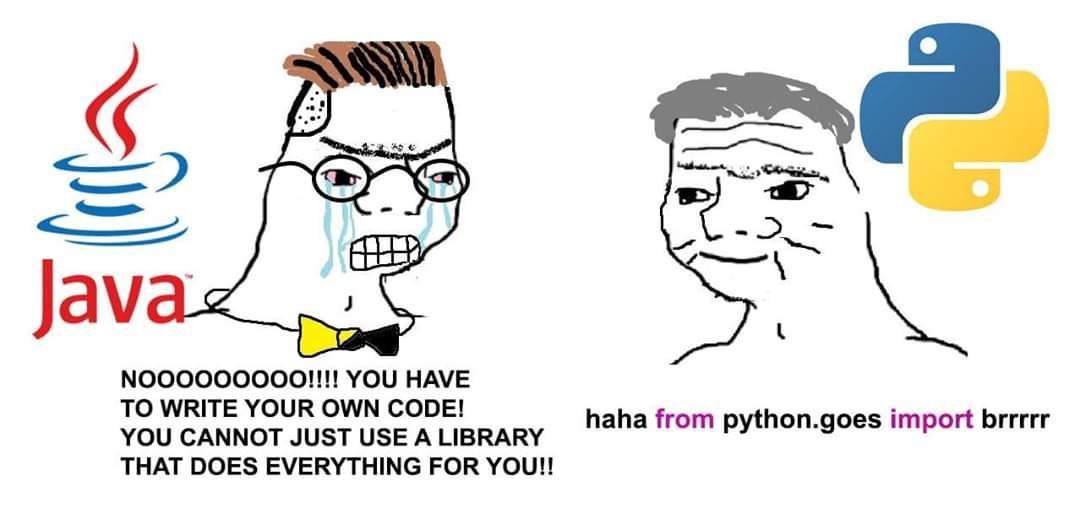 Java™
NOOOOOOOOO!!!! YOU HAVE
TO WRITE YOUR OWN CODE!
YOU CANNOT JUST USE A LIBRARY
THAT DOES EVERYTHING FOR YOU!!
haha from python.goes import brrrrr